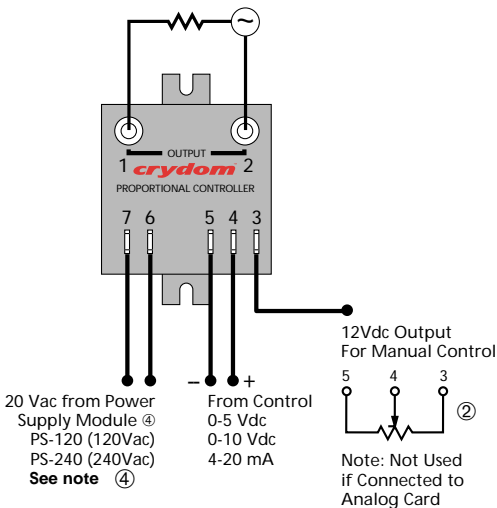 ~
OUTPUT
1 crydom 2
PROPORTIONAL CONTROLLER
7 6 5 4 3
– +
20 Vac from Power
Supply Module ④
PS-120 (120Vac)
PS-240 (240Vac)
See note ④
From Control
0-5 Vdc
0-10 Vdc
4-20 mA
12Vdc Output
For Manual Control
5 4 3
②
Note: Not Used
if Connected to
Analog Card